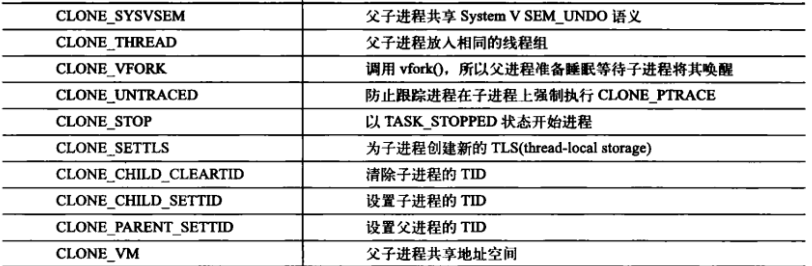 CLONE_SYSVSEM 父子进程共享 System V SEM_UNDO 语义
CLONE_THREAD 父子进程放入相同的线程组
CLONE_VFORK 调用 vfork()，所以父进程准备睡眠等待子进程将其唤醒
CLONE_UNTRACED 防止跟踪进程在子进程上强制执行 CLONE_PTRACE
CLONE_STOP 以 TASK_STOPPED 状态开始进程
CLONE_SETTLS 为子进程创建新的 TLS(thread-local storage)
CLONE_CHILD_CLEARTID 清除子进程的 TID
CLONE_CHILD_SETTID 设置子进程的 TID
CLONE_PARENT_SETTID 设置父进程的 TID
CLONE_VM 父子进程共享地址空间